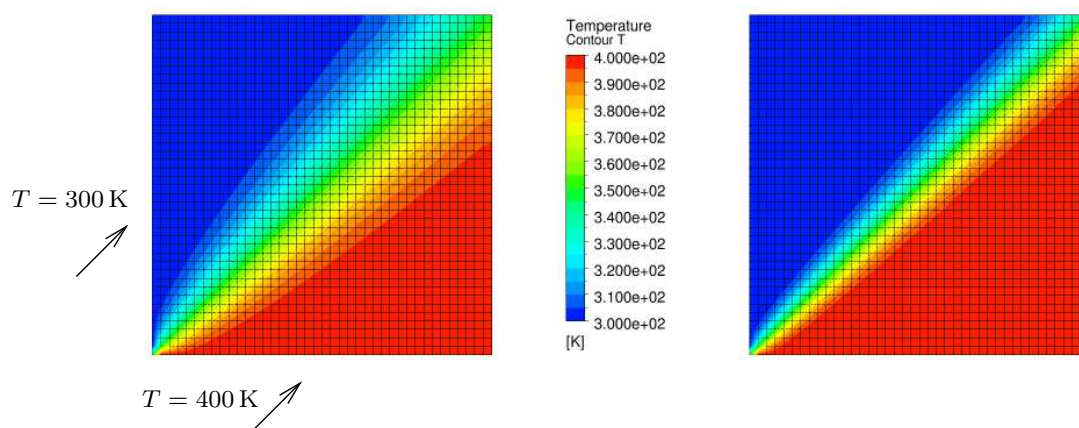 Temperature
Contour T
4.000e+02
3.900e+02
3.800e+02
3.700e+02
3.600e+02
3.500e+02
3.400e+02
3.300e+02
3.200e+02
3.100e+02
3.000e+02
[K]
T = 300 K
T = 400 K